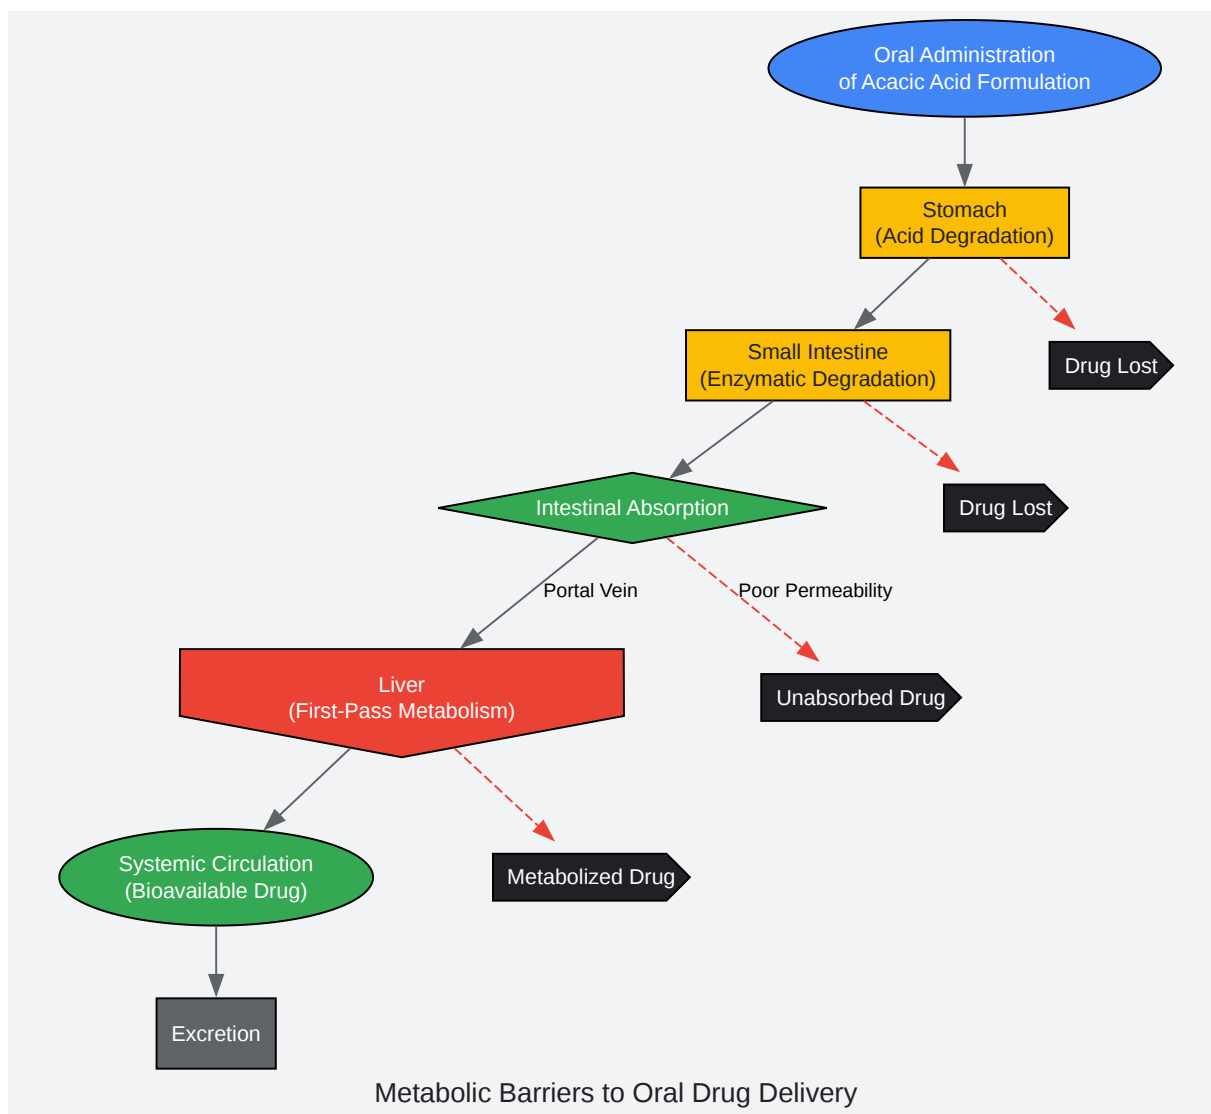 Oral Administration
of Acacic Acid Formulation
Stomach
(Acid Degradation)
Small Intestine
(Enzymatic Degradation)
Drug Lost
Intestinal Absorption
Drug Lost
Portal Vein
Poor Permeability
Liver
(First-Pass Metabolism)
Unabsorbed Drug
Systemic Circulation
(Bioavailable Drug)
Metabolized Drug
Excretion
Metabolic Barriers to Oral Drug Delivery